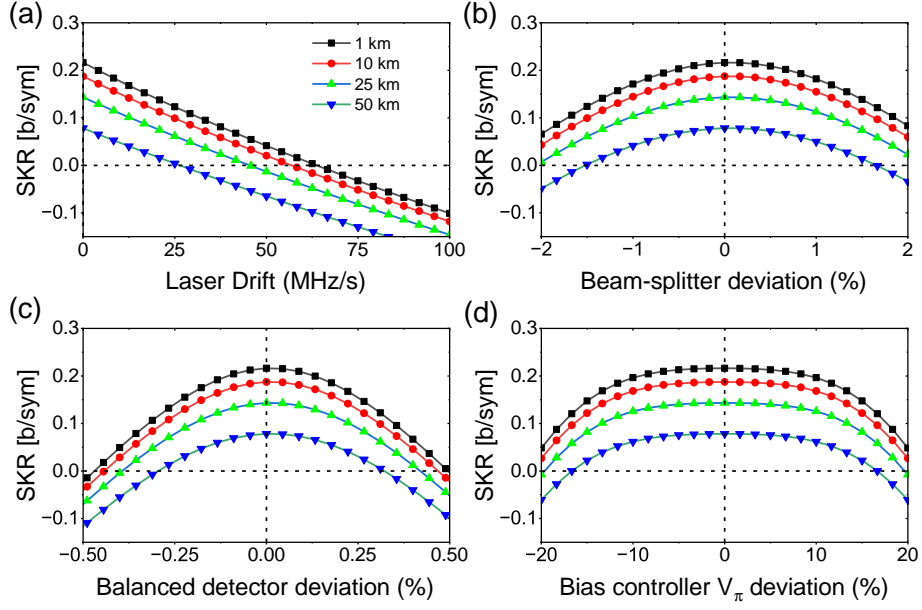 (a)
SKR [b/sym]
0.3
0.2
0.1
0.0
−0.1
0
25
50
75
100
Laser Drift (MHz/s)
1 km
10 km
25 km
50 km
(b)
SKR [b/sym]
0.3
0.2
0.1
0.0
−0.1
−2
−1
0
1
2
Beam-splitter deviation (%)
(c)
SKR [b/sym]
0.3
0.2
0.1
0.0
−0.1
−0.50
−0.25
0.00
0.25
0.50
Balanced detector deviation (%)
(d)
SKR [b/sym]
0.3
0.2
0.1
0.0
−0.1
−20
−10
0
10
20
Bias controller V_π deviation (%)